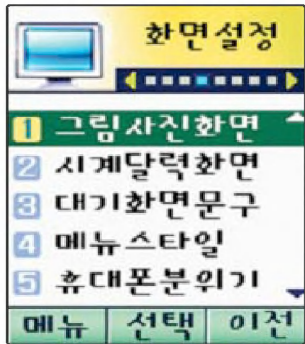 화면설정
1 그림사진화면
2 시계달력화면
3 대기화면문구
4 메뉴스타일
5 휴대폰분위기
메뉴 선택 이전